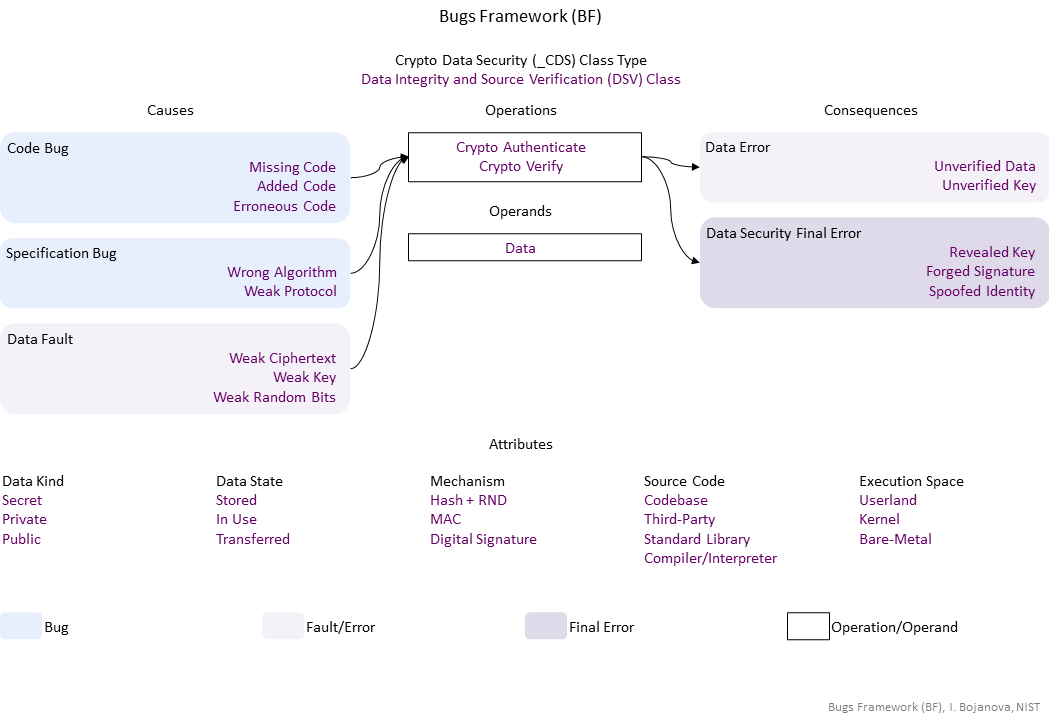 Bugs Framework (BF)
Crypto Data Security (_CDS) Class Type
Data Integrity and Source Verification (DSV) Class
Causes
Operations
Consequences
Code Bug
Missing Code
Added Code
Erroneous Code
Specification Bug
Wrong Algorithm
Weak Protocol
Data Fault
Weak Ciphertext
Weak Key
Weak Random Bits
Crypto Authenticate
Crypto Verify
Operands
Data
Data Error
Unverified Data
Unverified Key
Data Security Final Error
Revealed Key
Forged Signature
Spoofed Identity
Attributes
Data Kind
Secret
Private
Public
Data State
Stored
In Use
Transferred
Mechanism
Hash + RND
MAC
Digital Signature
Source Code
Codebase
Third-Party
Standard Library
Compiler/Interpreter
Execution Space
Userland
Kernel
Bare-Metal
Bug
Fault/Error
Final Error
Operation/Operand
Bugs Framework (BF), I. Bojanova, NIST